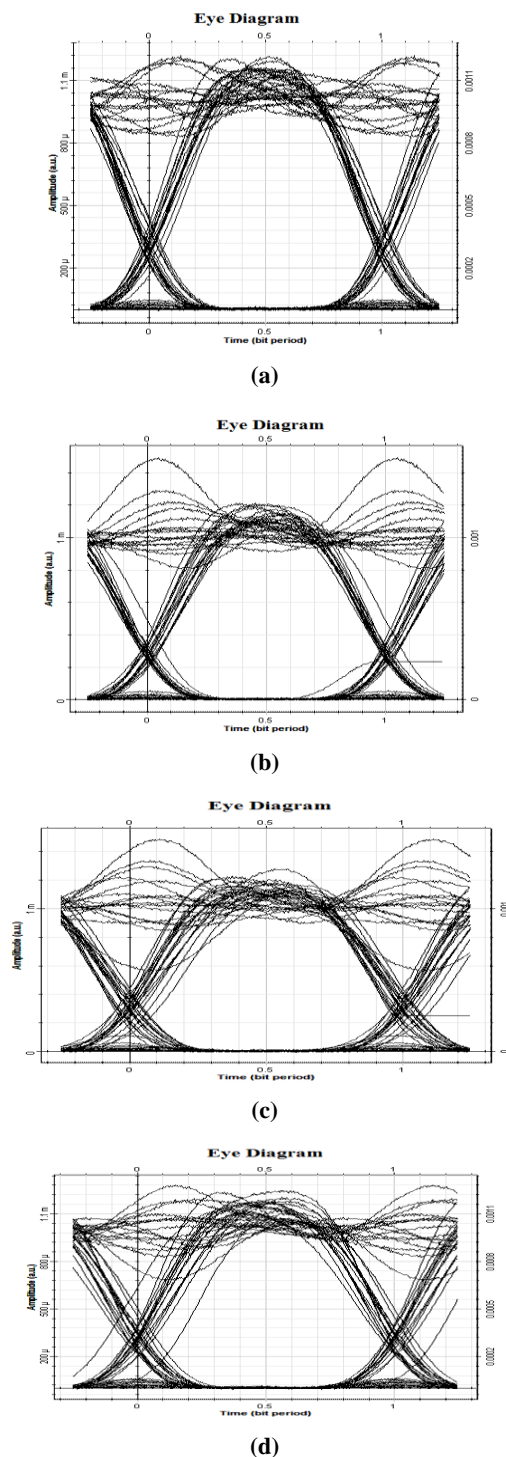 Eye Diagram
0 0.5 1
1.1 m
800 µ
500 µ
200 µ
Amplitude (a.u.)
0.0011
0.0008
0.0005
0.0002
0 0.5 1
Time (bit period)
(a)
Eye Diagram
0 0.5 1
1 m
0
Amplitude (a.u.)
0.001
0
0 0.5 1
Time (bit period)
(b)
Eye Diagram
0 0.5 1
1 m
0
Amplitude (a.u.)
0.001
0
0 0.5 1
Time (bit period)
(c)
Eye Diagram
0 0.5 1
1.1 m
800 µ
500 µ
200 µ
Amplitude (a.u.)
0.0011
0.0008
0.0005
0.0002
0 0.5 1
Time (bit period)
(d)